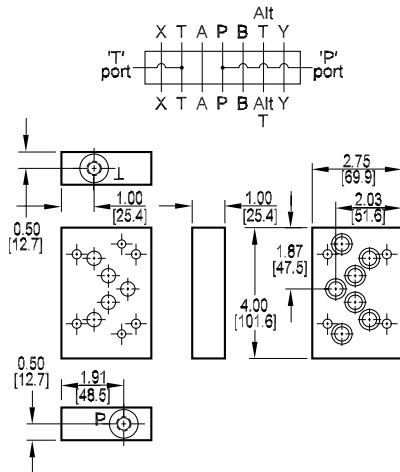 Alt
X T A P B T Y
'T' port
'P' port
X T A P B Alt Y
T
T
2.75
[69.9]
1.00
[25.4]
1.00
[25.4]
2.03
[51.6]
0.50
[12.7]
1.87
[47.5]
4.00
[101.6]
0.50
[12.7]
1.91
[48.5]
P